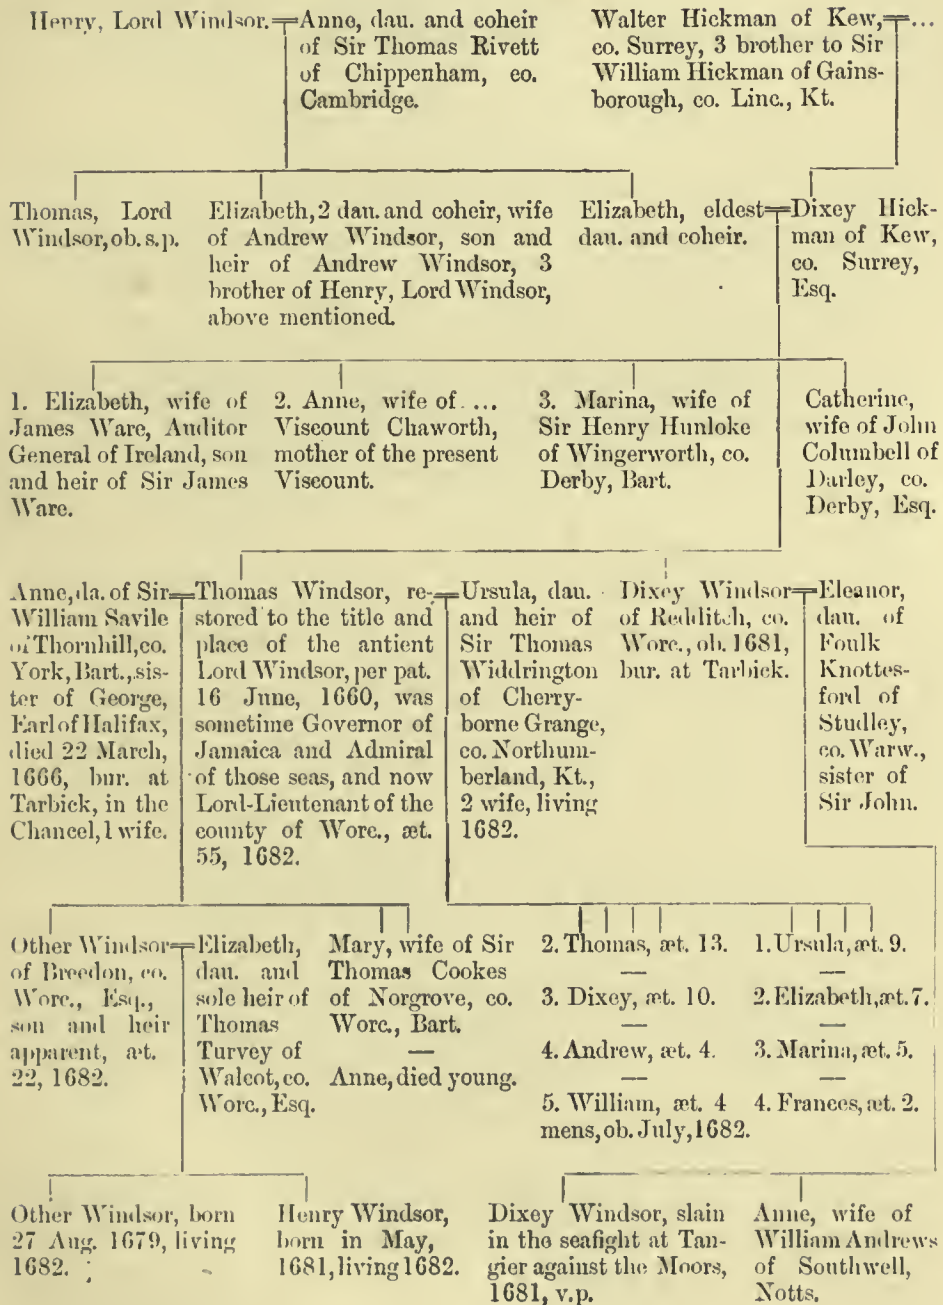 Henry, Lord Windsor.
Anne, dau. and coheir
of Sir Thomas Rivett
of Chippenham, co.
Cambridge.
Walter Hickman of Kew,
co. Surrey, 3 brother to Sir
William Hickman of Gains-
borough, co. Linc., Kt.
...
Thomas, Lord
Windsor, ob. s.p.
Elizabeth, 2 dau. and coheir, wife
of Andrew Windsor, son and
heir of Andrew Windsor, 3
brother of Henry, Lord Windsor,
above mentioned.
Elizabeth, eldest
dau. and coheir.
Dixey Hick-
man of Kew,
co. Surrey,
Esq.
1. Elizabeth, wife of
James Ware, Auditor
General of Ireland, son
and heir of Sir James
Ware.
2. Anne, wife of ...
Viscount Chaworth,
mother of the present
Viscount.
3. Marina, wife of
Sir Henry Hunloke
of Wingerworth, co.
Derby, Bart.
Catherine,
wife of John
Columbell of
Darley, co.
Derby, Esq.
Anne, da. of Sir
William Savile
of Thornhill, co.
York, Bart., sis-
ter of George,
Earl of Halifax,
died 22 March,
1666, bur. at
Tarbick, in the
Chancel, 1 wife.
Thomas Windsor, re-
stored to the title and
place of the antient
Lord Windsor, per pat.
16 June, 1660, was
sometime Governor of
Jamaica and Admiral
of those seas, and now
Lord-Lieutenant of the
county of Worc., æt.
55, 1682.
Ursula, dau.
and heir of
Sir Thomas
Widdrington
of Cherry-
borne Grange,
co. Northum-
berland, Kt.,
2 wife, living
1682.
Dixey Windsor
of Redditch, co.
Worc., ob. 1681,
bur. at Tarbick.
Eleanor,
dau. of
Foulk
Knottes-
ford of
Studley,
co. Warw.,
sister of
Sir John.
Other Windsor
of Breedon, co.
Worc., Esq.,
son and heir
apparent, æt.
22, 1682.
Elizabeth,
dau. and
sole heir of
Thomas
Turvey of
Walcot, co.
Worc., Esq.
Mary, wife of Sir
Thomas Cookes
of Norgrove, co.
Worc., Bart.
—
Anne, died young.
2. Thomas, æt. 13.
—
3. Dixey, æt. 10.
—
4. Andrew, æt. 4.
—
5. William, æt. 4
mens, ob. July, 1682.
1. Ursula, æt. 9.
—
2. Elizabeth, æt. 7.
—
3. Marina, æt. 5.
—
4. Frances, æt. 2.
Other Windsor, born
27 Aug. 1679, living
1682.
Henry Windsor,
born in May,
1681, living 1682.
Dixey Windsor, slain
in the seafight at Tan-
gier against the Moors,
1681, v.p.
Anne, wife of
William Andrews
of Southwell,
Notts.